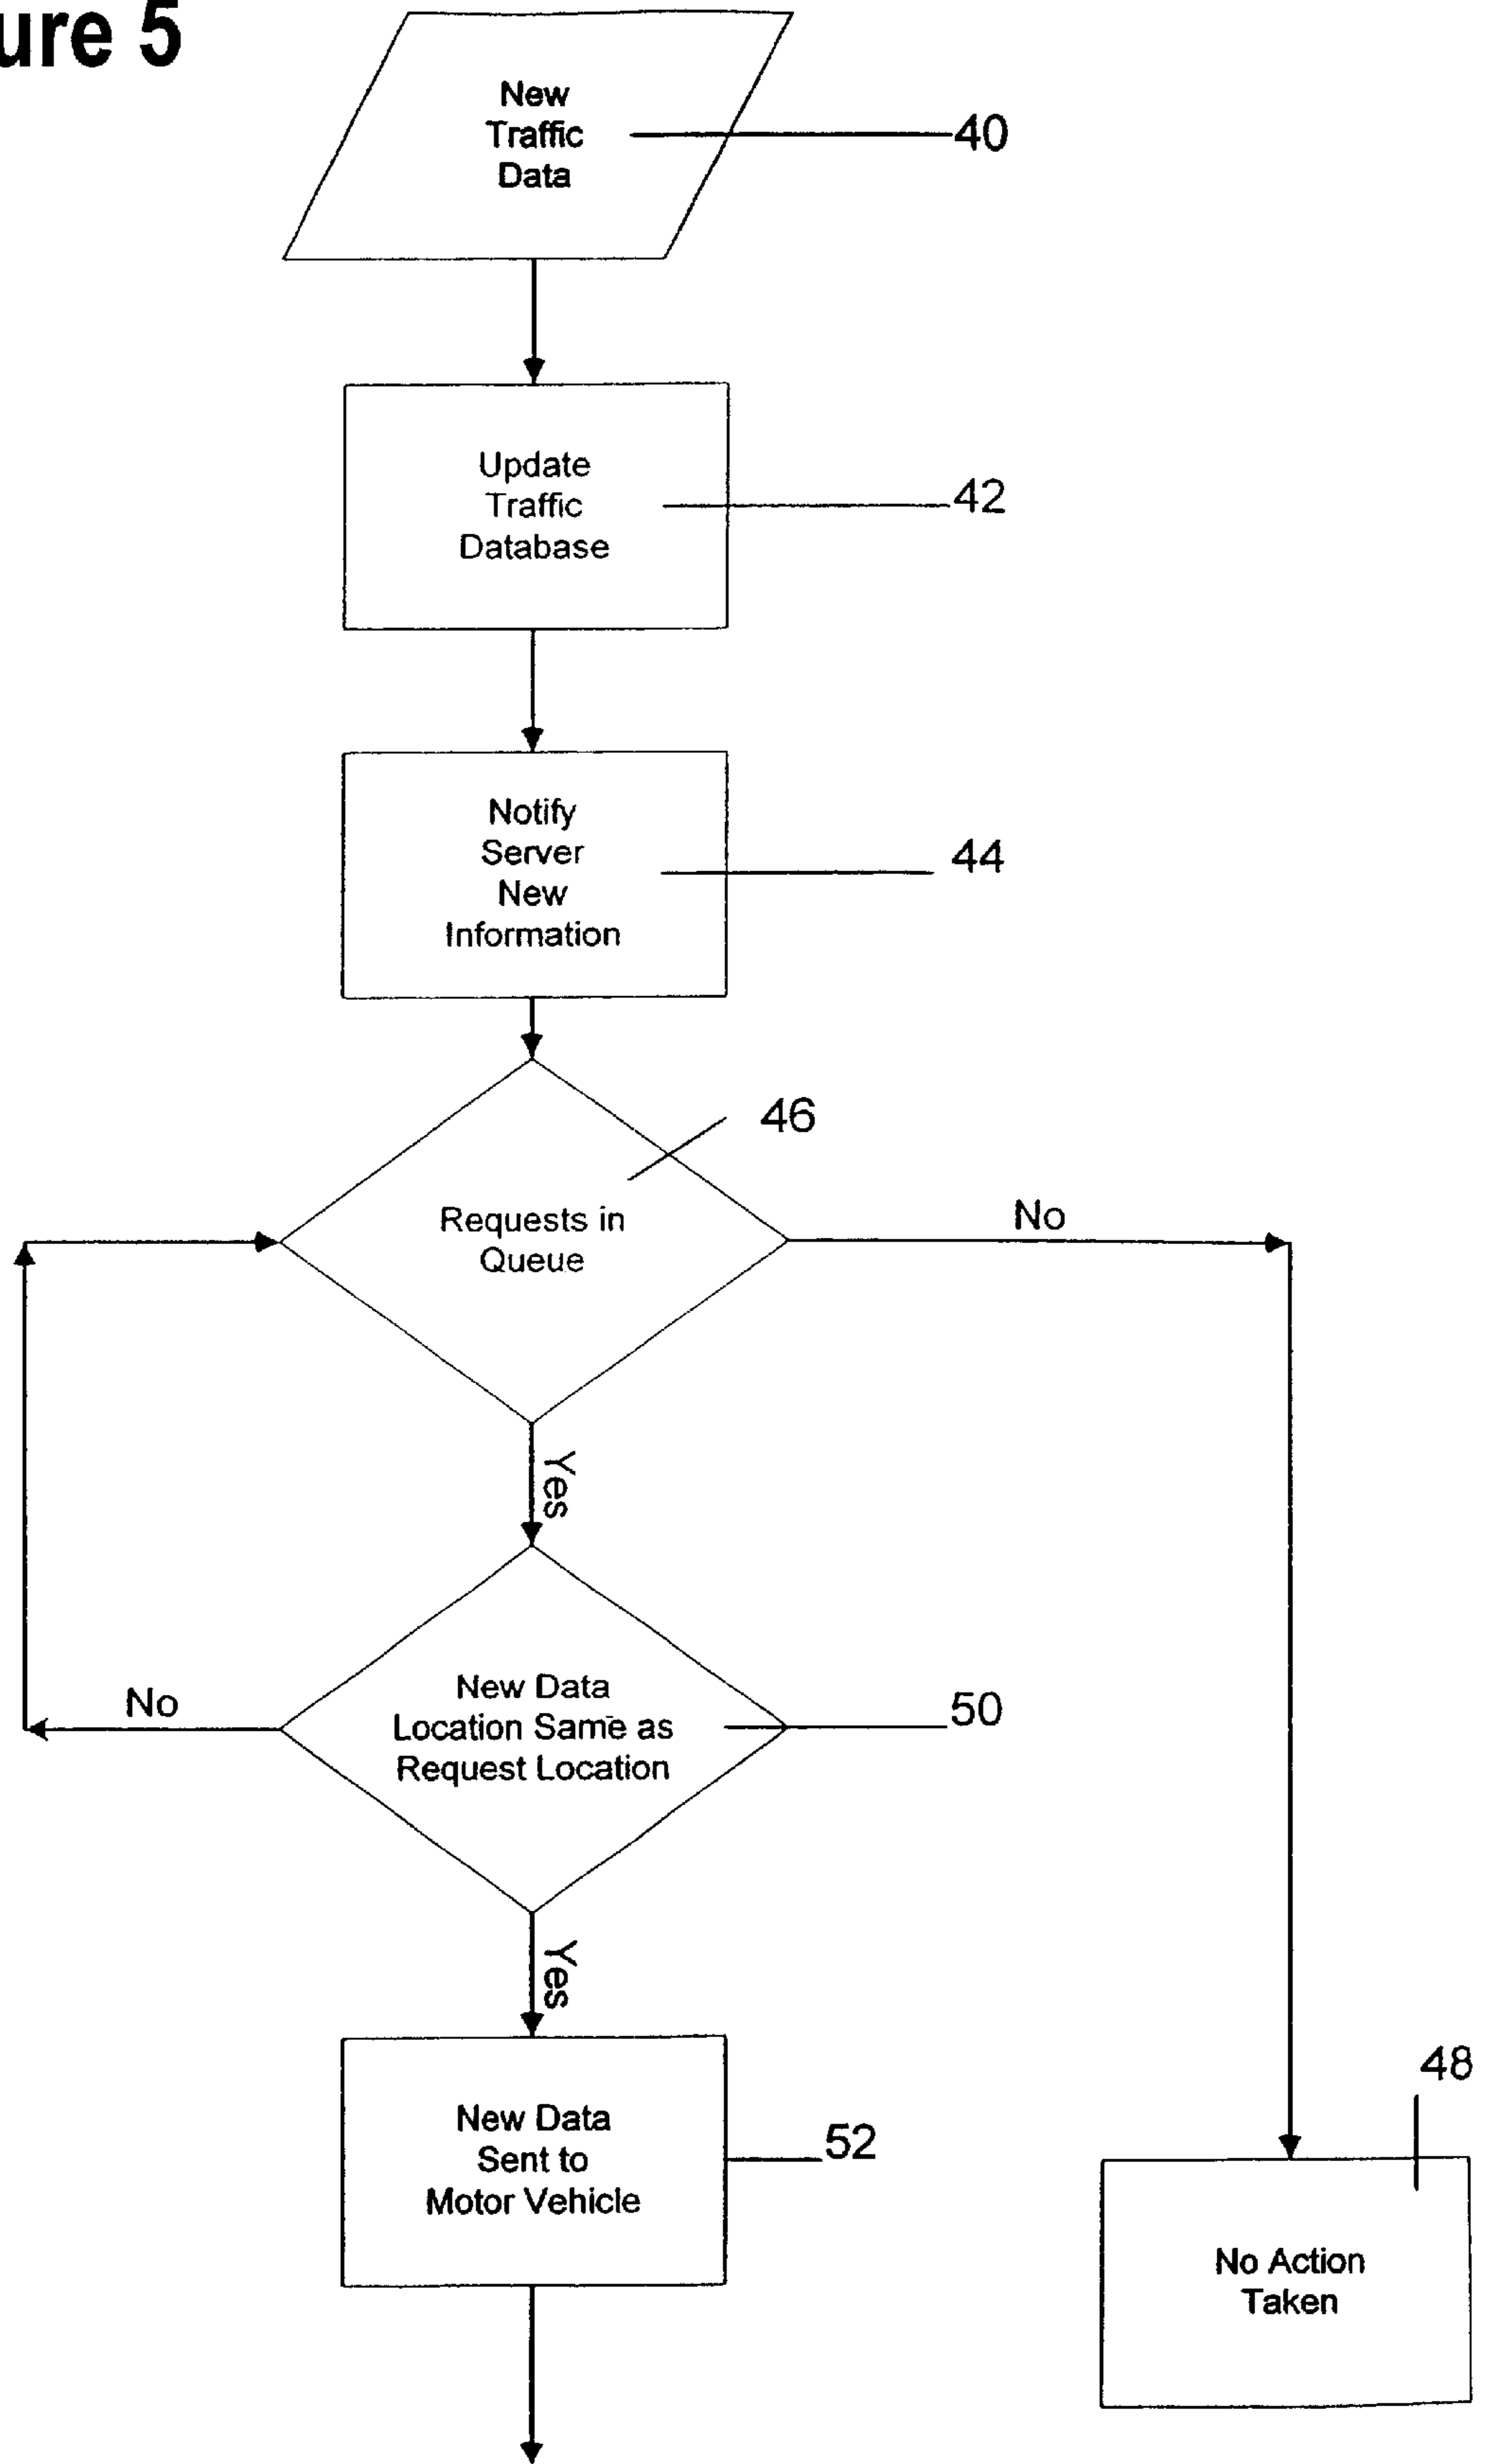 ure 5
New
Traffic
Data
40
Update
Traffic
Database
42
Notify
Server
New
Information
44
46
Requests in
Queue
No
Yes
New Data
Location Same as
Request Location
50
No
Yes
New Data
Sent to
Motor Vehicle
52
48
No Action
Taken